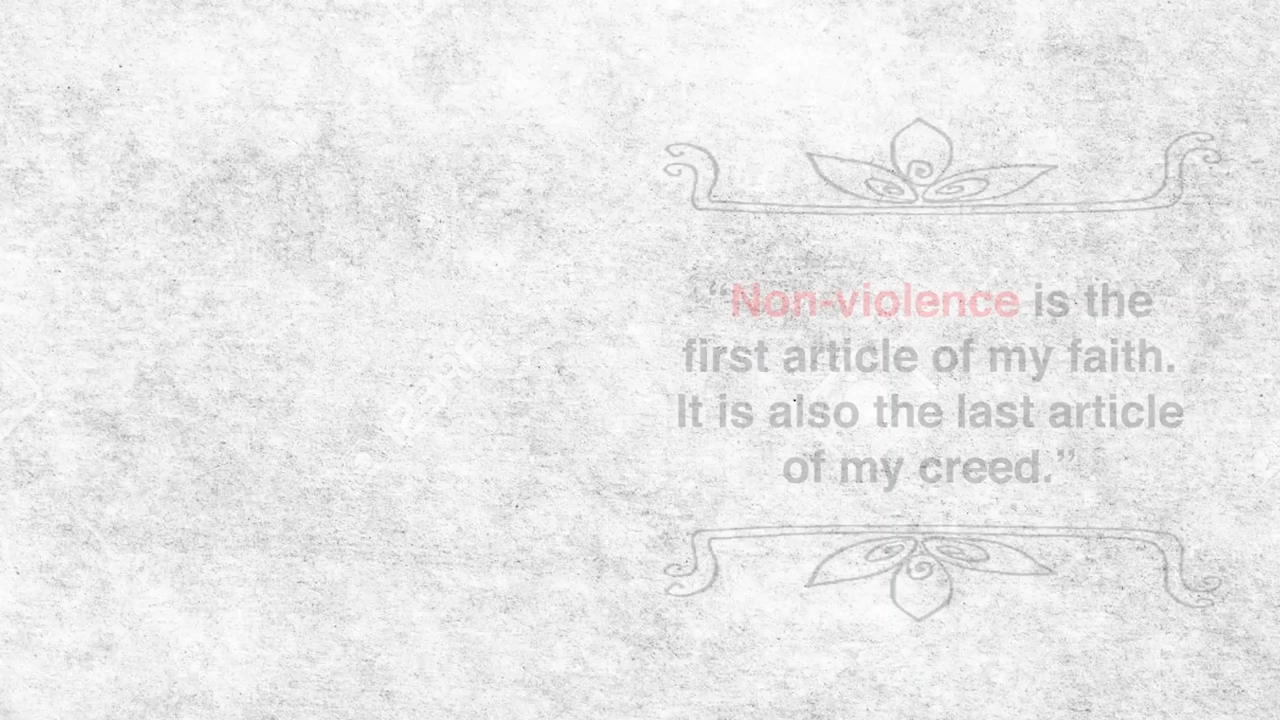 “Non-violence is the
first article of my faith.
It is also the last article
of my creed.”